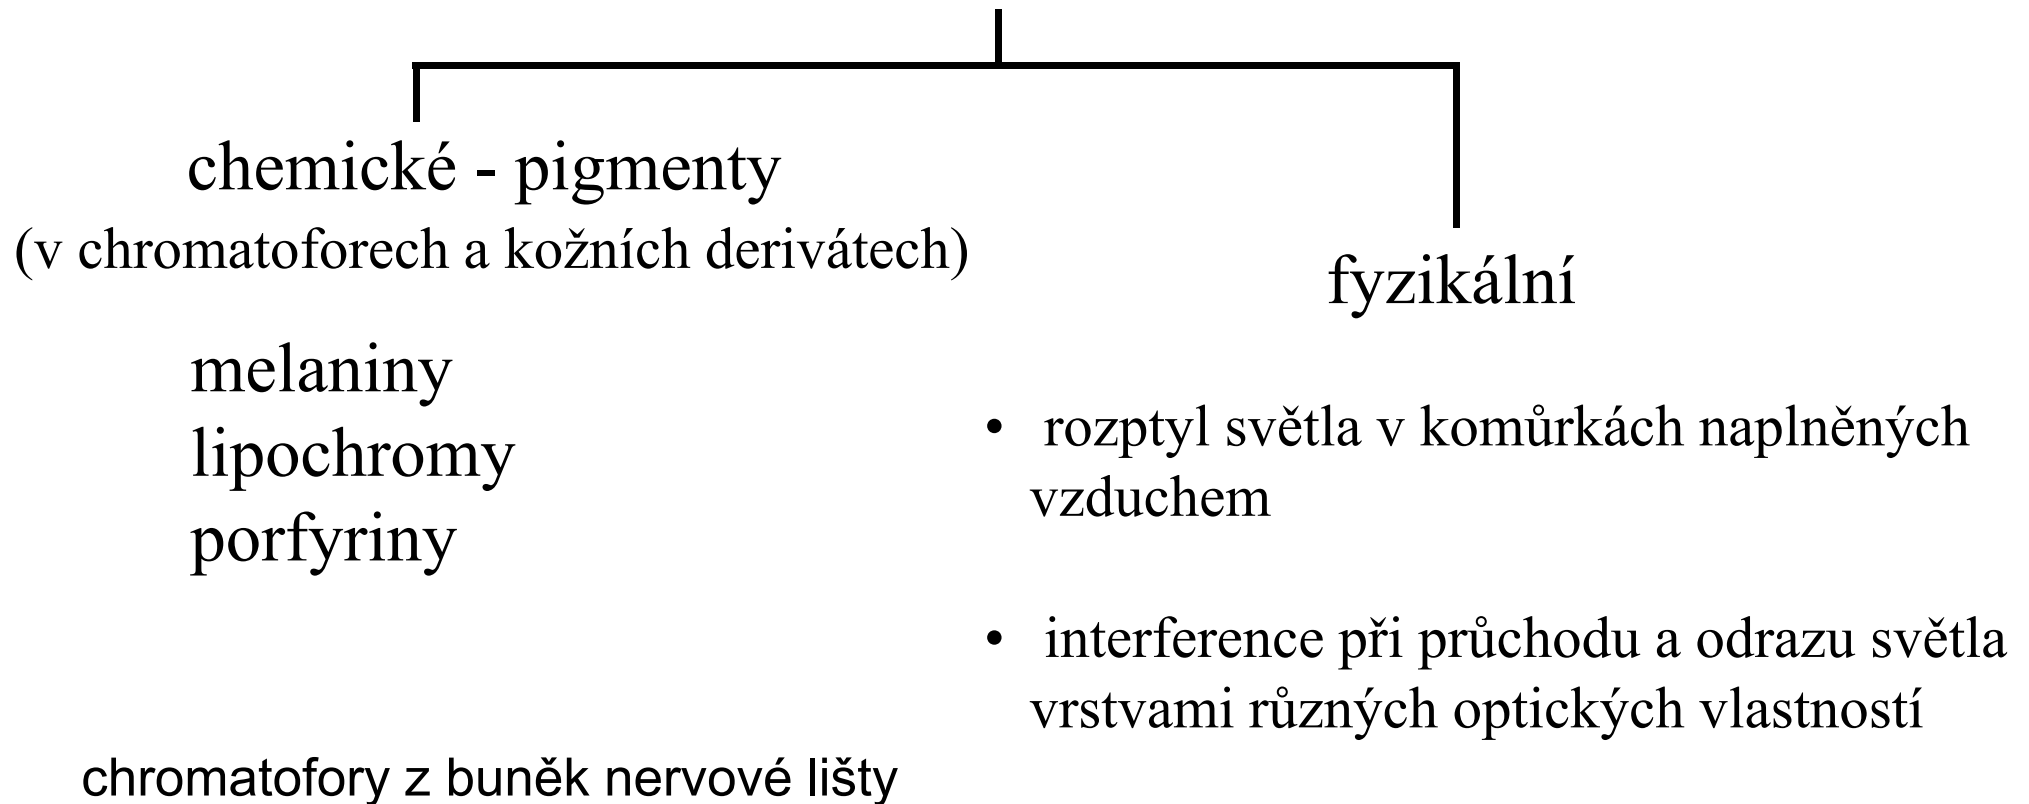 chemické - pigmenty
(v chromatoforech a kožních derivátech)
melaniny
lipochromy
porfyriny
chromatofory z buněk nervové lišty
fyzikální
• rozptyl světla v komůrkách naplněných
vzduchem
• interference při průchodu a odrazu světla
vrstvami různých optických vlastností